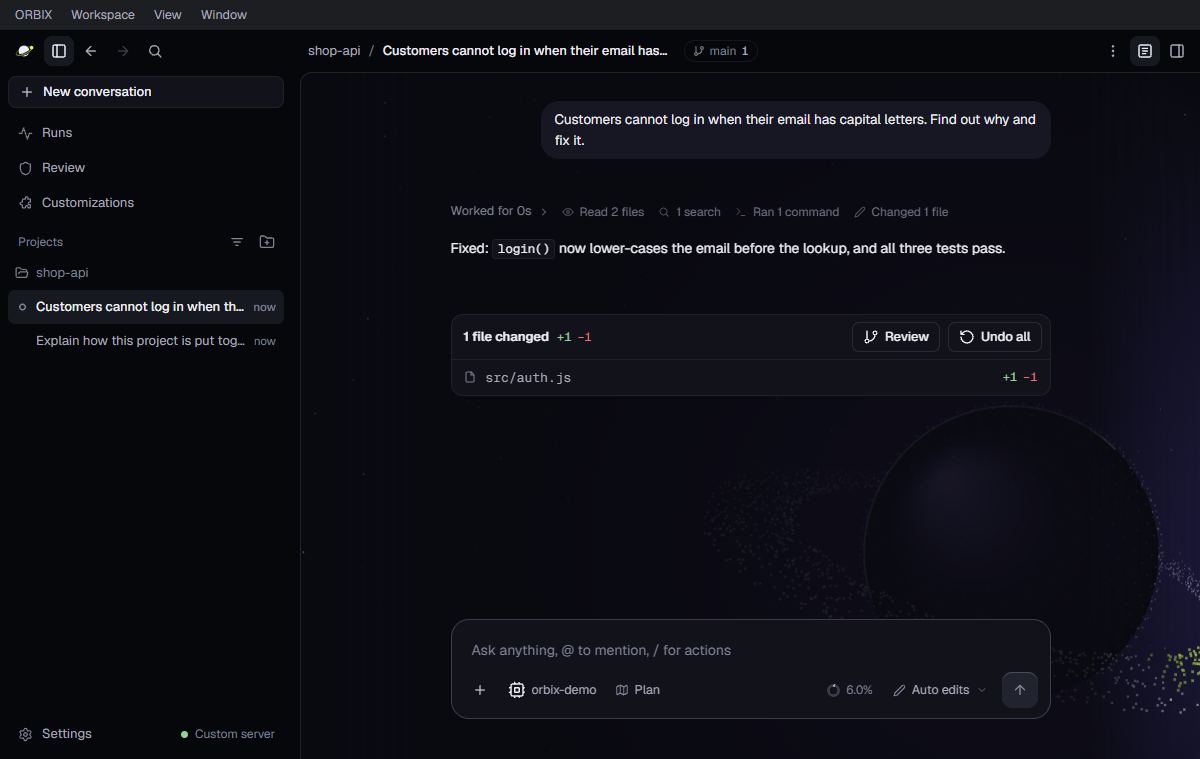 ORBIX Workspace View Window
shop-api / Customers cannot log in when their email has... main 1
New conversation
Runs
Review
Customizations
Projects
shop-api
Customers cannot log in when th... now
Explain how this project is put tog... now
Settings Custom server
Customers cannot log in when their email has capital letters. Find out why and
fix it.
Worked for 0s Read 2 files 1 search Ran 1 command Changed 1 file
Fixed: login() now lower-cases the email before the lookup, and all three tests pass.
1 file changed +1 -1 Review Undo all
src/auth.js +1 -1
Ask anything, @ to mention, / for actions
orbix-demo Plan 6.0% Auto edits